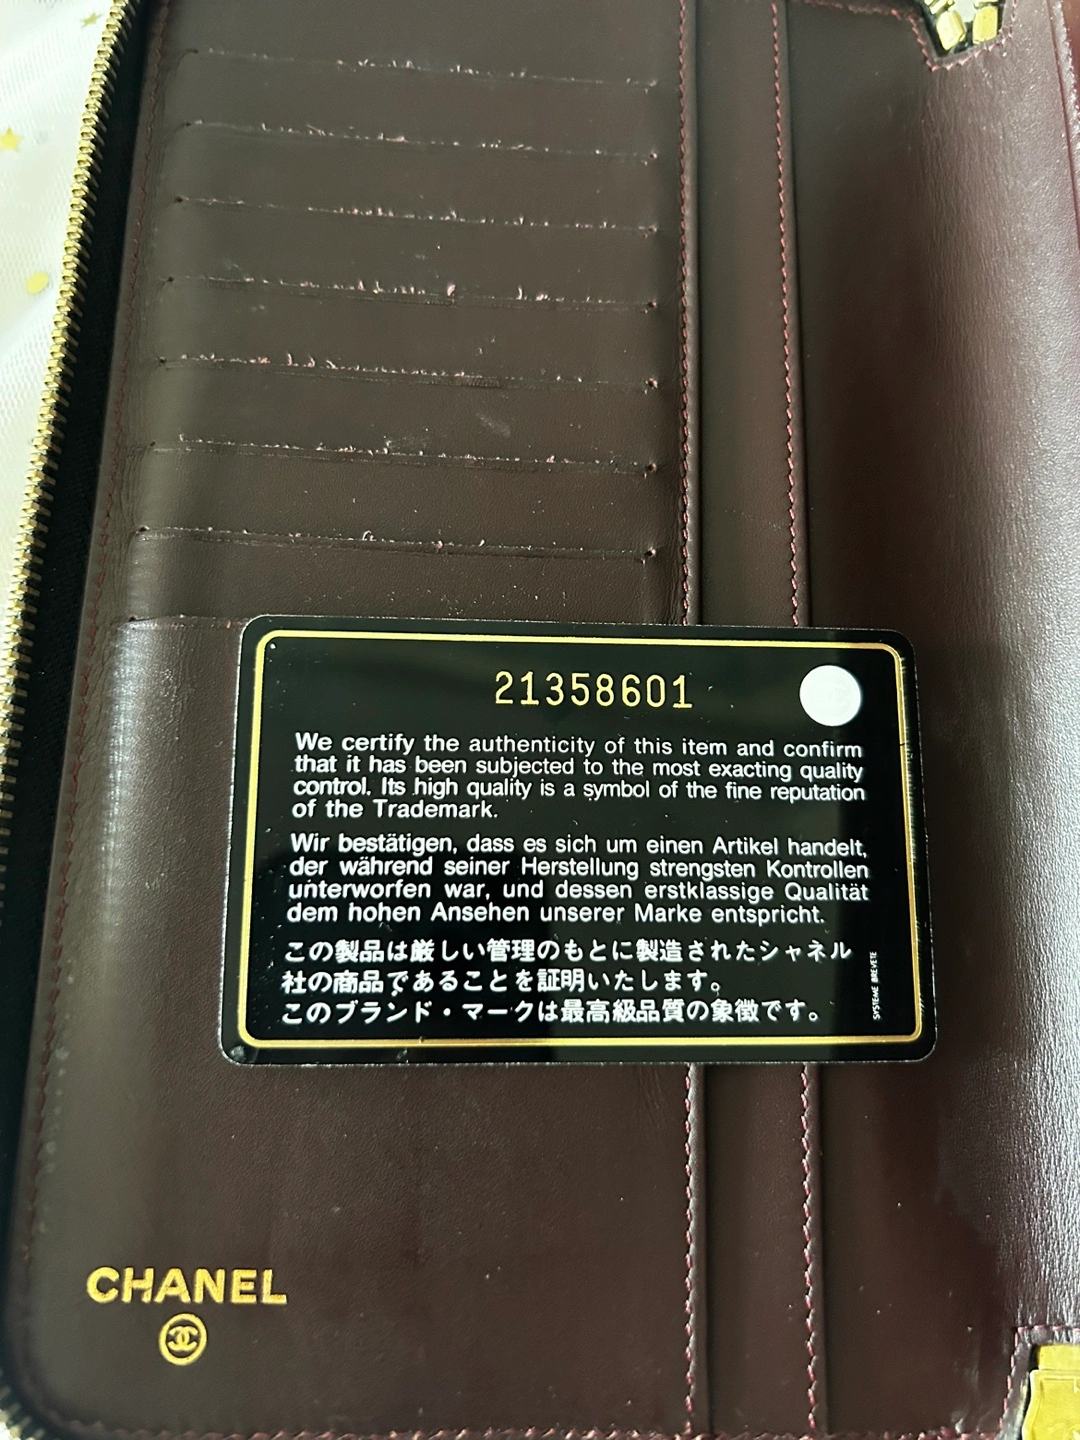 21358601
We certify the authenticity of this item and confirm
that it has been subjected to the most exacting quality
control. Its high quality is a symbol of the fine reputation
of the Trademark.
Wir bestätigen, dass es sich um einen Artikel handelt,
der während seiner Herstellung strengsten Kontrollen
unterworfen war, und dessen erstklassige Qualität
dem hohen Ansehen unserer Marke entspricht.
この製品は厳しい管理のもとに製造されたシャネル
社の商品であることを証明いたします。
このブランド・マークは最高級品質の象徴です。
SYSTEME BREVETE
CHANEL